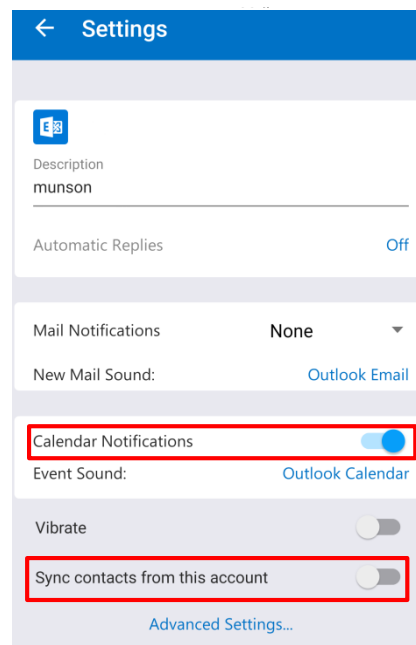 Settings
E
Description
munson
Automatic Replies Off
Mail Notifications None
New Mail Sound: Outlook Email
Calendar Notifications
Event Sound: Outlook Calendar
Vibrate
Sync contacts from this account
Advanced Settings...